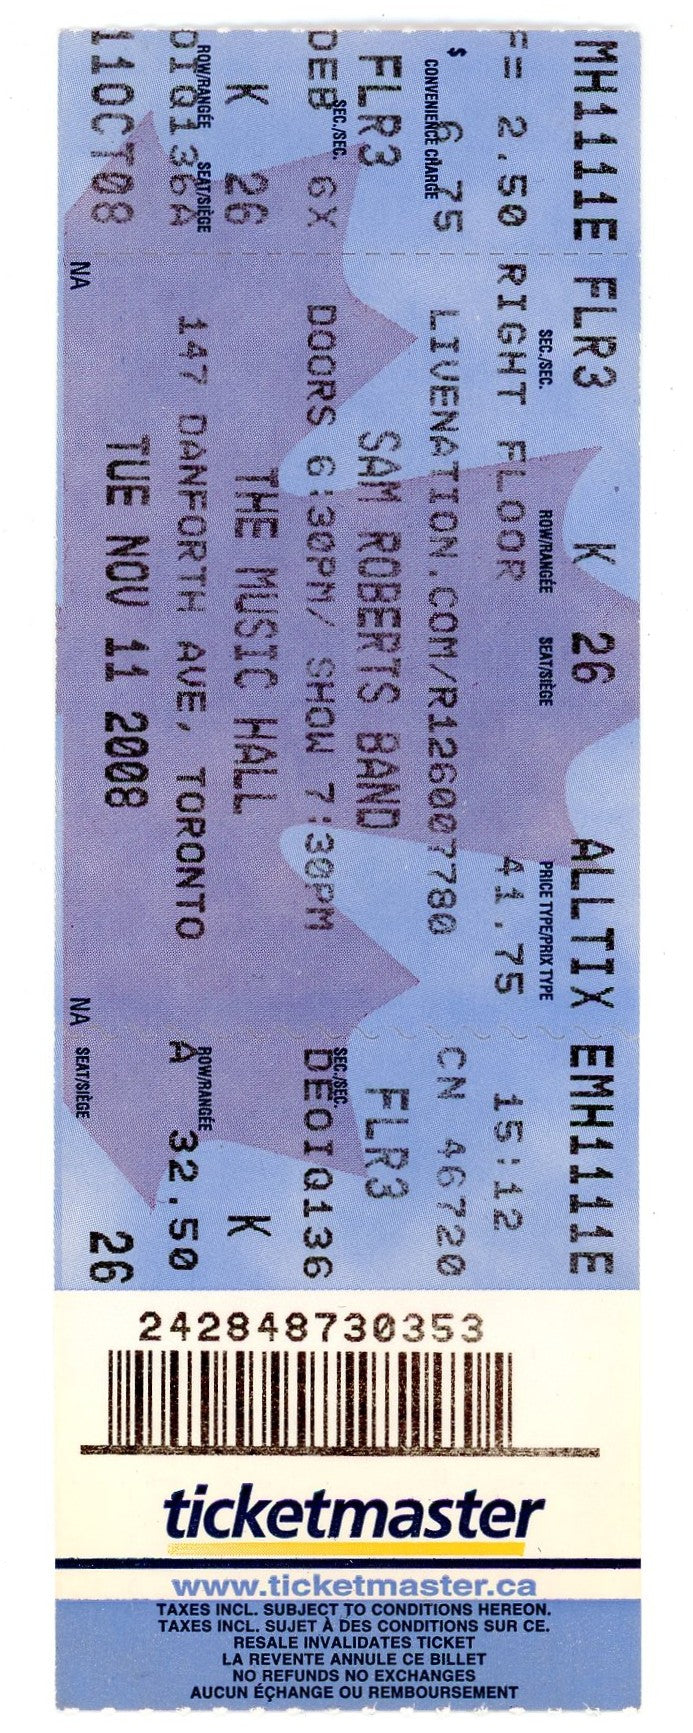 MH1111E FLR3 K 26 ALLTIX EMH1111E
SEC./SEC. ROW/RANGÉE SEAT/SIÈGE PRICE TYPE/PRIX TYPE
F= 2.50 RIGHT FLOOR 41.75 15:12
$ CONVENIENCE CHARGE
6.75 LIVENATION.COM/R126007780 CN 46720
FLR3 SAM ROBERTS BAND FLR3
SEC./SEC. SEC./SEC.
DEB 6X DOORS 6:30PM/ SHOW 7:30PM DEOIQ136
K 26 THE MUSIC HALL K
ROW/RANGÉE SEAT/SIÈGE ROW/RANGÉE
OIQ136A 147 DANFORTH AVE, TORONTO A 32.50
11OCT08 TUE NOV 11 2008 26
NA NA SEAT/SIÈGE
242848730353
ticketmaster
www.ticketmaster.ca
TAXES INCL. SUBJECT TO CONDITIONS HEREON.
TAXES INCL. SUJET À DES CONDITIONS SUR CE.
RESALE INVALIDATES TICKET
LA REVENTE ANNULE CE BILLET
NO REFUNDS NO EXCHANGES
AUCUN ÉCHANGE OU REMBOURSEMENT